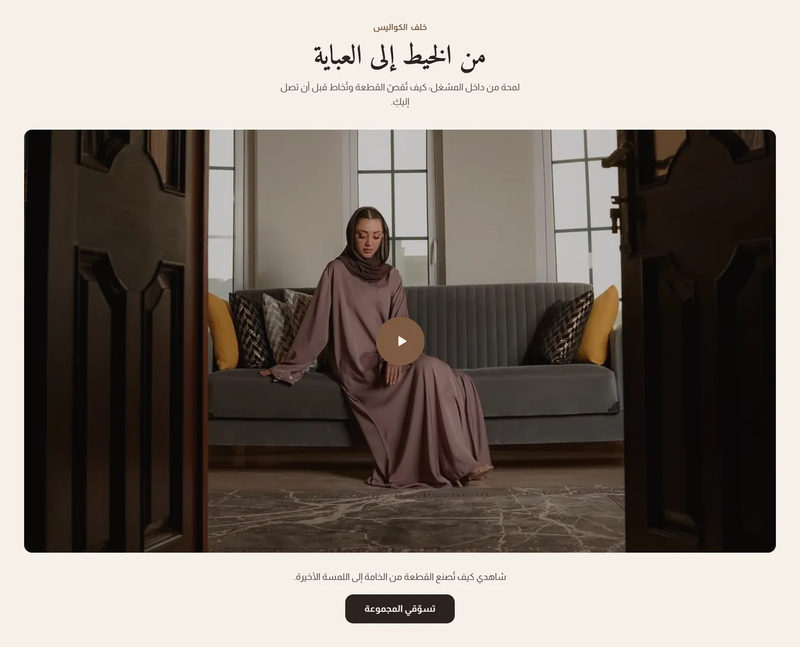 خلف الكواليس
من الخيط إلى العباية
لمحة من داخل المشغل: كيف تُقصّ القطعة وتُخاط قبل أن تصل
إليكِ.
شاهدي كيف تُصنع القطعة من الخامة إلى اللمسة الأخيرة.
تسوّقي المجموعة